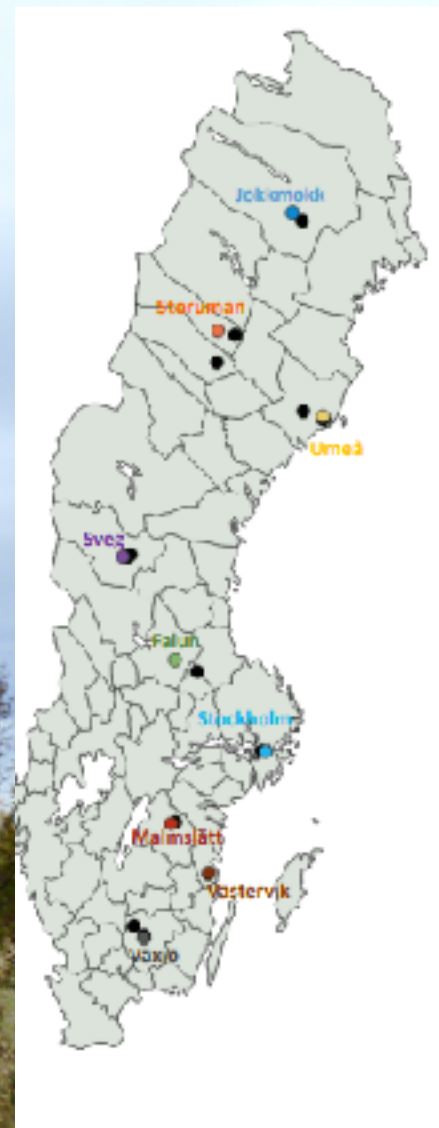 Jokkmokk
Storuman
Umeå
Sveg
Falun
Stockholm
Malmslätt
Västervik
Växjö